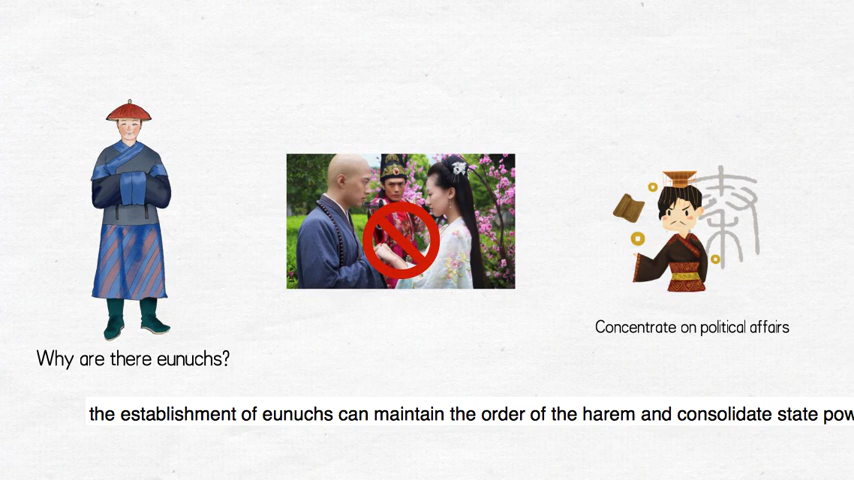 秦
Concentrate on political affairs
Why are there eunuchs?
the establishment of eunuchs can maintain the order of the harem and consolidate state pow